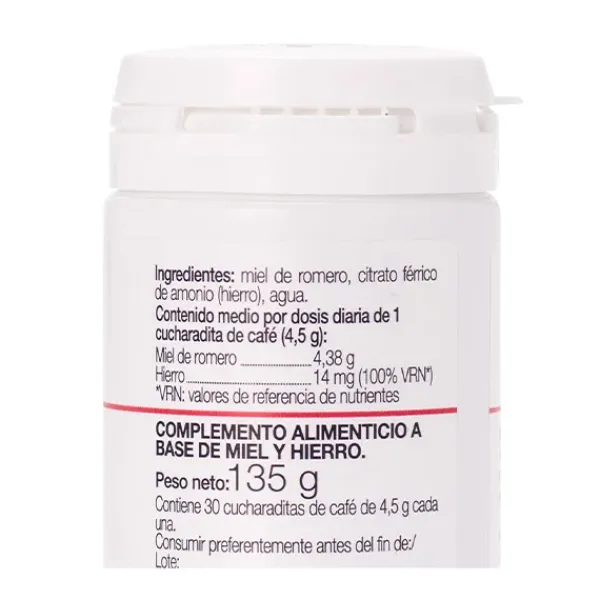 Ingredientes: miel de romero, citrato férrico
de amonio (hierro), agua.
Contenido medio por dosis diaria de 1
cucharadita de café (4,5 g):
Miel de romero ________ 4,38 g
Hierro ______________ 14 mg (100% VRN*)
*VRN: valores de referencia de nutrientes
COMPLEMENTO ALIMENTICIO A
BASE DE MIEL Y HIERRO.
Peso neto: 135 g
Contiene 30 cucharaditas de café de 4,5 g cada
una.
Consumir preferentemente antes del fin de:/
Lote: